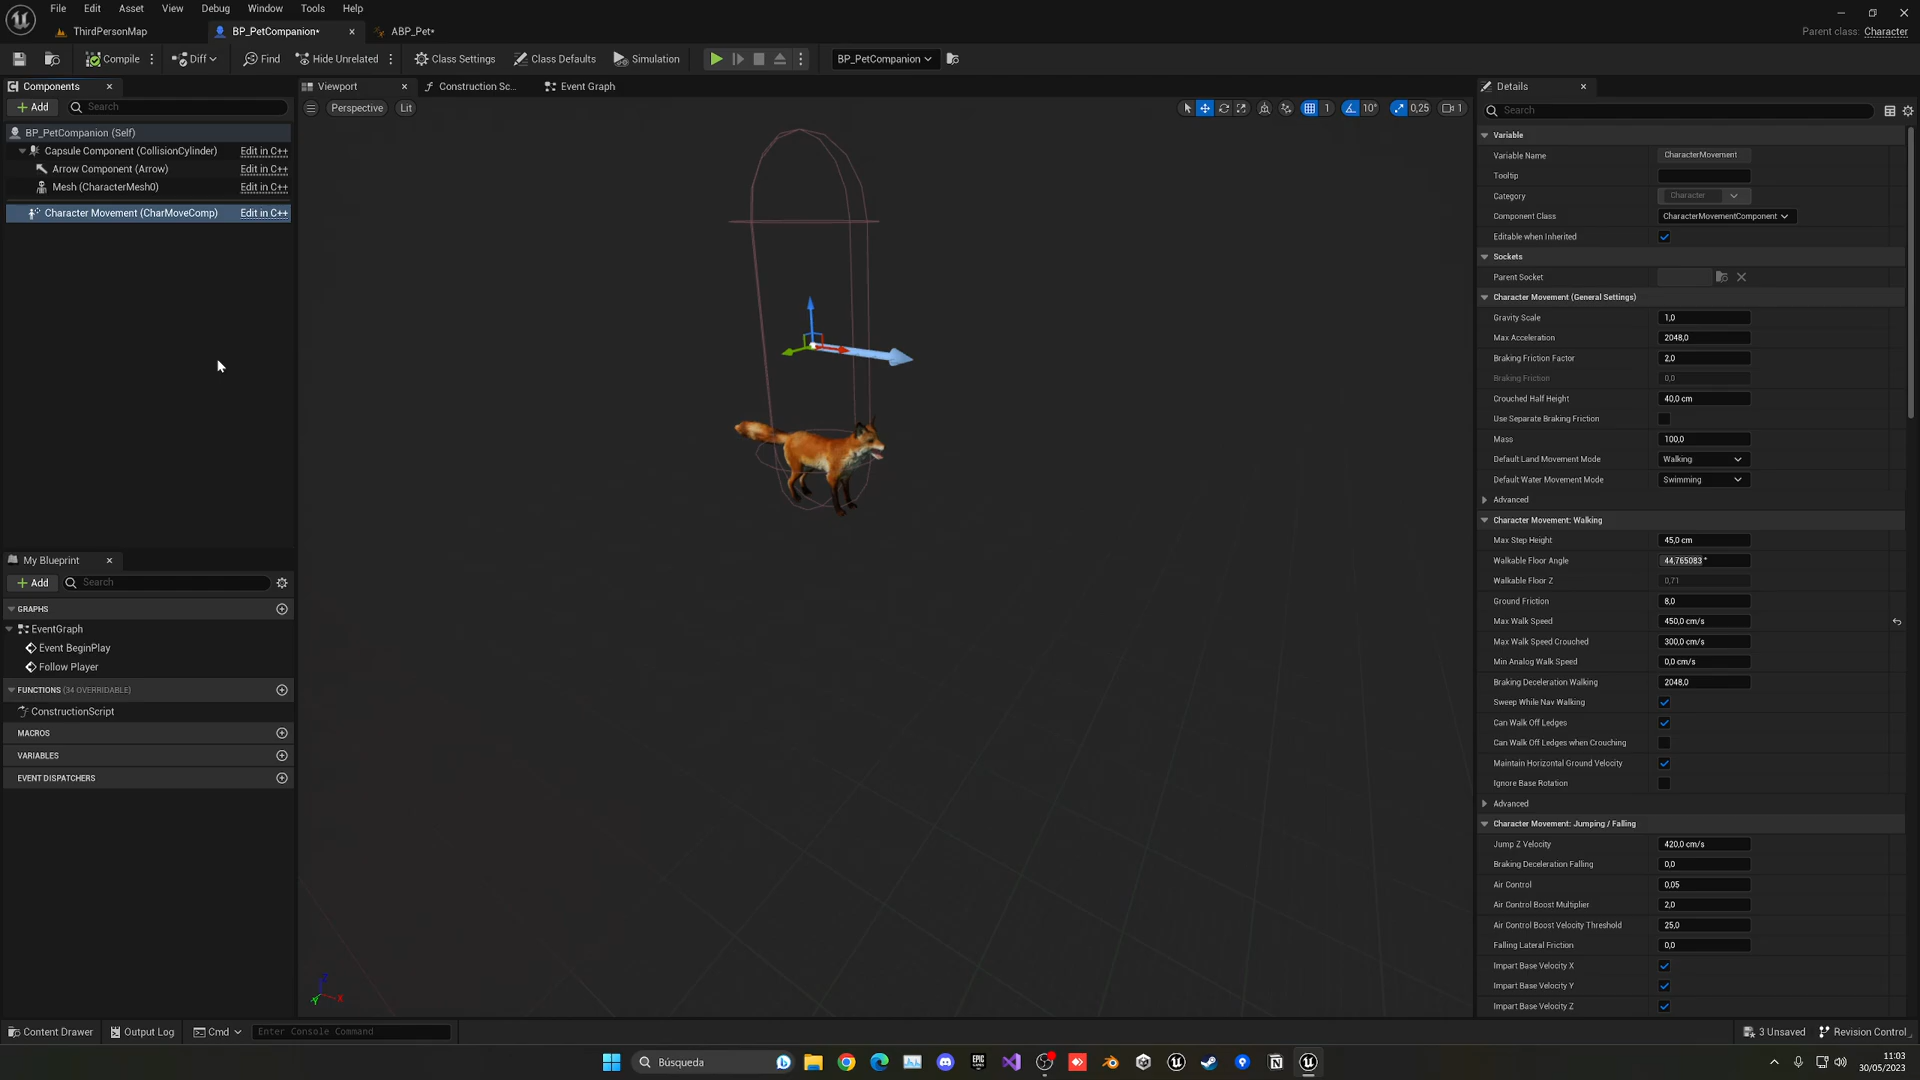 File Edit Asset View Debug Window Tools Help
ThirdPersonMap BP_PetCompanion* ABP_Pet*
Parent class: Character
Compile Diff Find Hide Unrelated Class Settings Class Defaults Simulation BP_PetCompanion
Components
Add Search
BP_PetCompanion (Self)
Capsule Component (CollisionCylinder) Edit in C++
Arrow Component (Arrow) Edit in C++
Mesh (CharacterMesh0) Edit in C++
Character Movement (CharMoveComp) Edit in C++
My Blueprint
Add Search
GRAPHS
EventGraph
Event BeginPlay
Follow Player
FUNCTIONS (34 OVERRIDABLE)
ConstructionScript
MACROS
VARIABLES
EVENT DISPATCHERS
Viewport Construction Sc... Event Graph
Perspective Lit 1 10° 0,25 1
Z
X
Y
Details
Search
Variable
Variable Name CharacterMovement
Tooltip
Category Character
Component Class CharacterMovementComponent
Editable when Inherited
Sockets
Parent Socket
Character Movement (General Settings)
Gravity Scale 1,0
Max Acceleration 2048,0
Braking Friction Factor 2,0
Braking Friction 0,0
Crouched Half Height 40,0 cm
Use Separate Braking Friction
Mass 100,0
Default Land Movement Mode Walking
Default Water Movement Mode Swimming
Advanced
Character Movement: Walking
Max Step Height 45,0 cm
Walkable Floor Angle 44,765083 °
Walkable Floor Z 0,71
Ground Friction 8,0
Max Walk Speed 450,0 cm/s
Max Walk Speed Crouched 300,0 cm/s
Min Analog Walk Speed 0,0 cm/s
Braking Deceleration Walking 2048,0
Sweep While Nav Walking
Can Walk Off Ledges
Can Walk Off Ledges when Crouching
Maintain Horizontal Ground Velocity
Ignore Base Rotation
Advanced
Character Movement: Jumping / Falling
Jump Z Velocity 420,0 cm/s
Braking Deceleration Falling 0,0
Air Control 0,05
Air Control Boost Multiplier 2,0
Air Control Boost Velocity Threshold 25,0
Falling Lateral Friction 0,0
Impart Base Velocity X
Impart Base Velocity Y
Impart Base Velocity Z
Content Drawer Output Log Cmd Enter Console Command 3 Unsaved Revision Control
Búsqueda
EPIC GAMES
11:03
30/05/2023